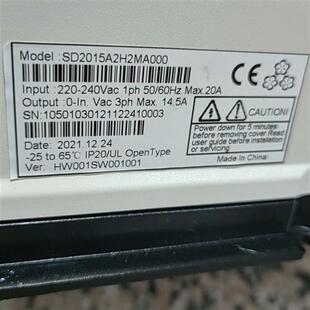 Model :SD2015A2H2MA000
Input : 220-240Vac 1ph 50/60Hz Max.20A
Output :0-In. Vac 3ph Max. 14.5A
SN:10501030121122410003
Date: 2021.12.24
-25 to 65℃ IP20/UL OpenType
Ver: HW001SW001001
CE
CAUTION!
Power down for 5 minutes
before removing cover.Read
user guide before installation
or sevicing
Made In China: